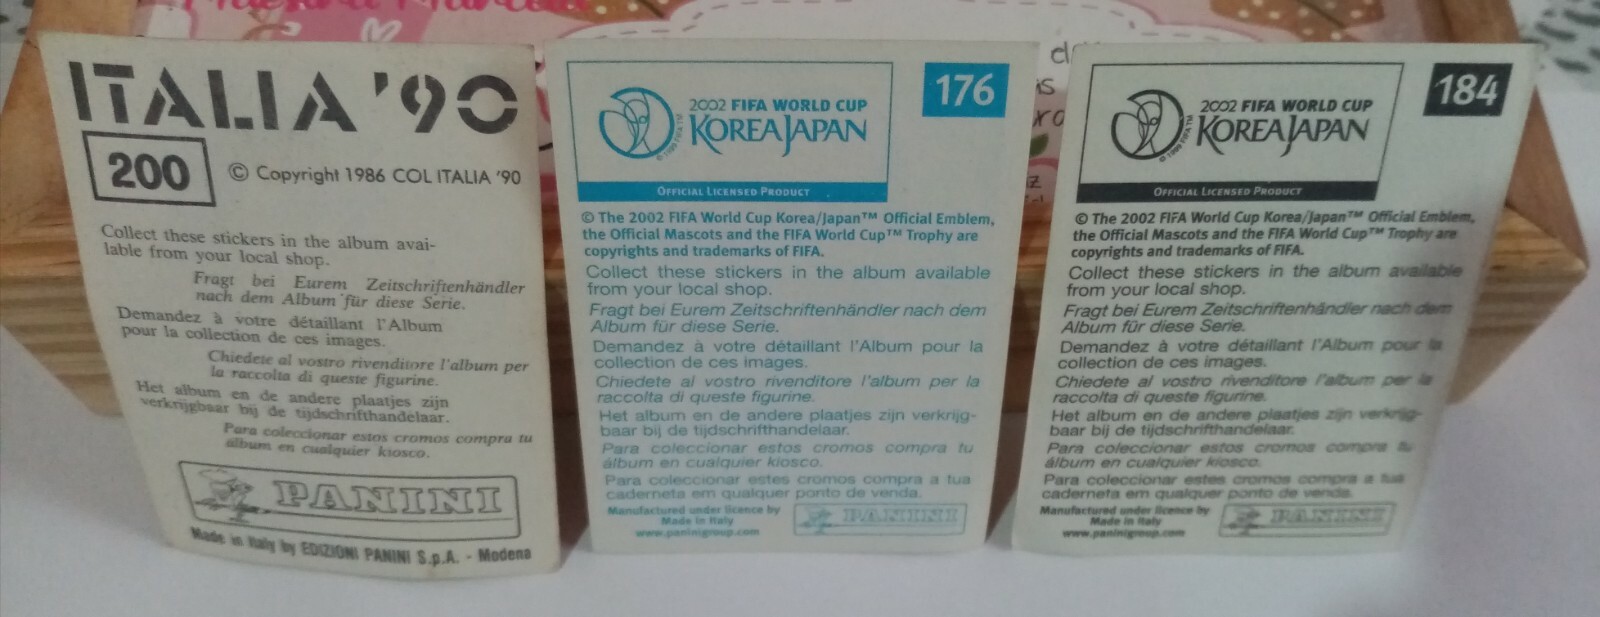 ITALIA '90
200
© Copyright 1986 COL ITALIA '90
Collect these stickers in the album avai-
lable from your local shop.
Fragt bei Eurem Zeitschriftenhändler
nach dem Album für diese Serie.
Demandez à votre détaillant l'Album
pour la collection de ces images.
Chiedete al vostro rivenditore l'album per
la raccolta di queste figurine.
Het album en de andere plaatjes zijn
verkrijgbaar bij de tijdschrifthandelaar.
Para coleccionar estos cromos compra tu
álbum en cualquier kiosco.
PANINI
Made in Italy by EDIZIONI PANINI S.p.A. - Modena
176
2002 FIFA WORLD CUP
KOREAJAPAN
© 1999 FIFA TM
OFFICIAL LICENSED PRODUCT
© The 2002 FIFA World Cup Korea/Japan™ Official Emblem,
the Official Mascots and the FIFA World Cup™ Trophy are
copyrights and trademarks of FIFA.
Collect these stickers in the album available
from your local shop.
Fragt bei Eurem Zeitschriftenhändler nach dem
Album für diese Serie.
Demandez à votre détaillant l'Album pour la
collection de ces images.
Chiedete al vostro rivenditore l'album per la
raccolta di queste figurine.
Het album en de andere plaatjes zijn verkrijg-
baar bij de tijdschrifthandelaar.
Para coleccionar estos cromos compra tu
álbum en cualquier kiosco.
Para coleccionar estes cromos compra a tua
caderneta em qualquer ponto de venda.
Manufactured under licence by
Made in Italy
www.paninigroup.com
PANINI
184
2002 FIFA WORLD CUP
KOREAJAPAN
© 1999 FIFA TM
OFFICIAL LICENSED PRODUCT
© The 2002 FIFA World Cup Korea/Japan™ Official Emblem,
the Official Mascots and the FIFA World Cup™ Trophy are
copyrights and trademarks of FIFA.
Collect these stickers in the album available
from your local shop.
Fragt bei Eurem Zeitschriftenhändler nach dem
Album für diese Serie.
Demandez à votre détaillant l'Album pour la
collection de ces images.
Chiedete al vostro rivenditore l'album per la
raccolta di queste figurine.
Het album en de andere plaatjes zijn verkrijg-
baar bij de tijdschrifthandelaar.
Para coleccionar estos cromos compra tu
álbum en cualquier kiosco.
Para coleccionar estes cromos compra a tua
caderneta em qualquer ponto de venda.
Manufactured under licence by
Made in Italy
www.paninigroup.com
PANINI